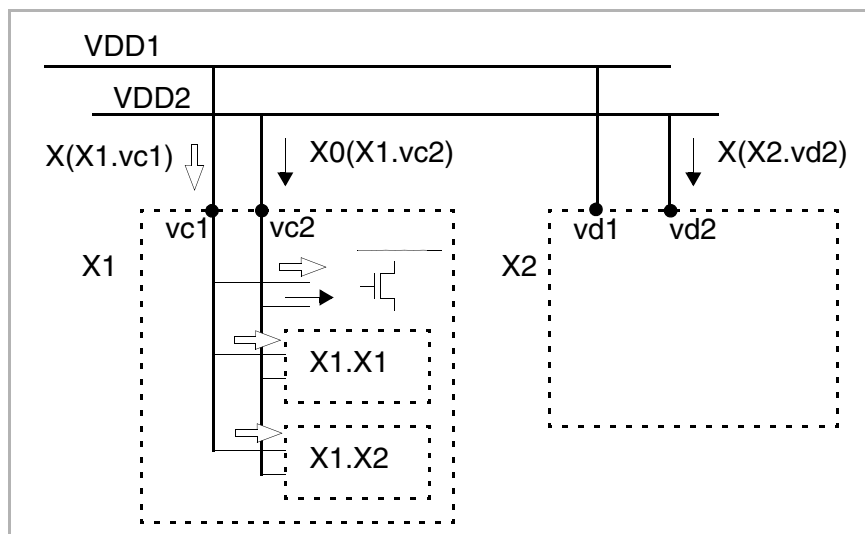 VDD1
VDD2
X(X1.vc1)
X0(X1.vc2)
X(X2.vd2)
vc1
vc2
vd1
vd2
X1
X2
X1.X1
X1.X2